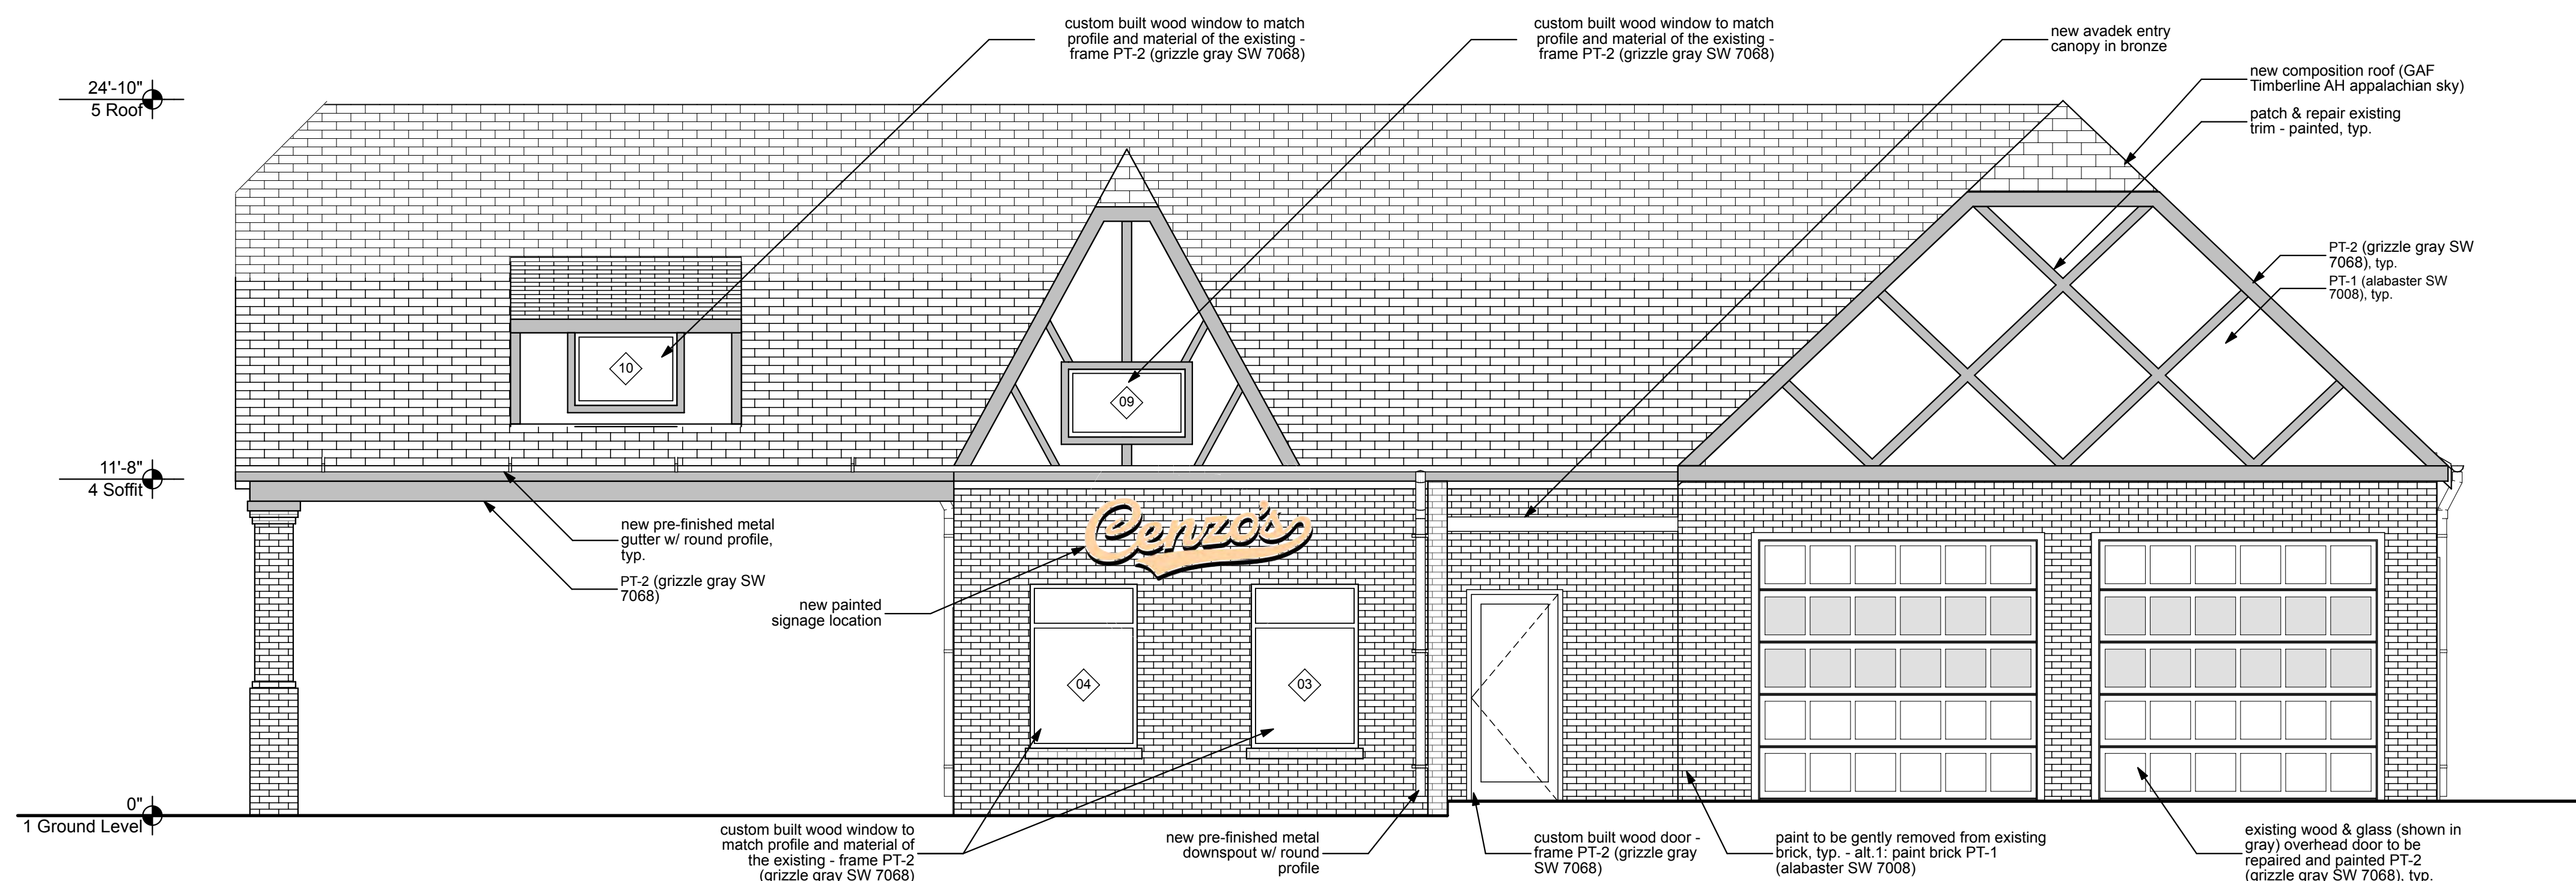 custom built wood window to match
profile and material of the existing -
frame PT-2 (grizzle gray SW 7068)
custom built wood window to match
profile and material of the existing -
frame PT-2 (grizzle gray SW 7068)
new avadek entry
canopy in bronze
new composition roof (GAF
Timberline AH appalachian sky)
patch & repair existing
trim - painted, typ.
24'-10"
5 Roof
PT-2 (grizzle gray SW
7068), typ.
PT-1 (alabaster SW
7008), typ.
10
09
11'-8"
4 Soffit
new pre-finished metal
gutter w/ round profile,
typ.
PT-2 (grizzle gray SW
7068)
Cenzo's
new painted
signage location
04
03
0"
1 Ground Level
custom built wood window to
match profile and material of
the existing - frame PT-2
(grizzle gray SW 7068)
new pre-finished metal
downspout w/ round
profile
custom built wood door -
frame PT-2 (grizzle gray
SW 7068)
paint to be gently removed from existing
brick, typ. - alt.1: paint brick PT-1
(alabaster SW 7008)
existing wood & glass (shown in
gray) overhead door to be
repaired and painted PT-2
(grizzle gray SW 7068), typ.